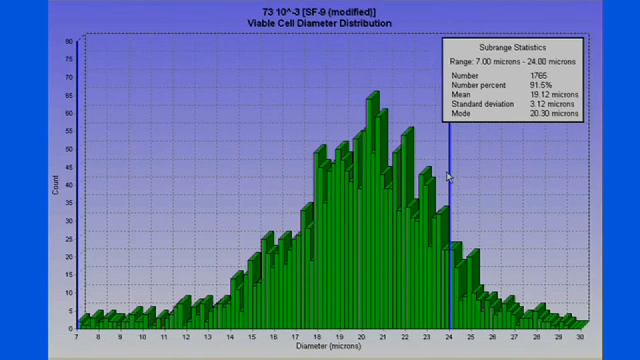 73 10^-3 [SF-9 (modified)]
Viable Cell Diameter Distribution
Subrange Statistics
Range: 7.00 microns - 24.00 microns
Number 1765
Number percent 91.5%
Mean 19.12 microns
Standard deviation 3.12 microns
Mode 20.30 microns
80
75
70
65
60
55
50
45
40
35
30
25
20
15
10
5
0
Count
7 8 9 10 11 12 13 14 15 16 17 18 19 20 21 22 23 24 25 26 27 28 29 30
Diameter (microns)